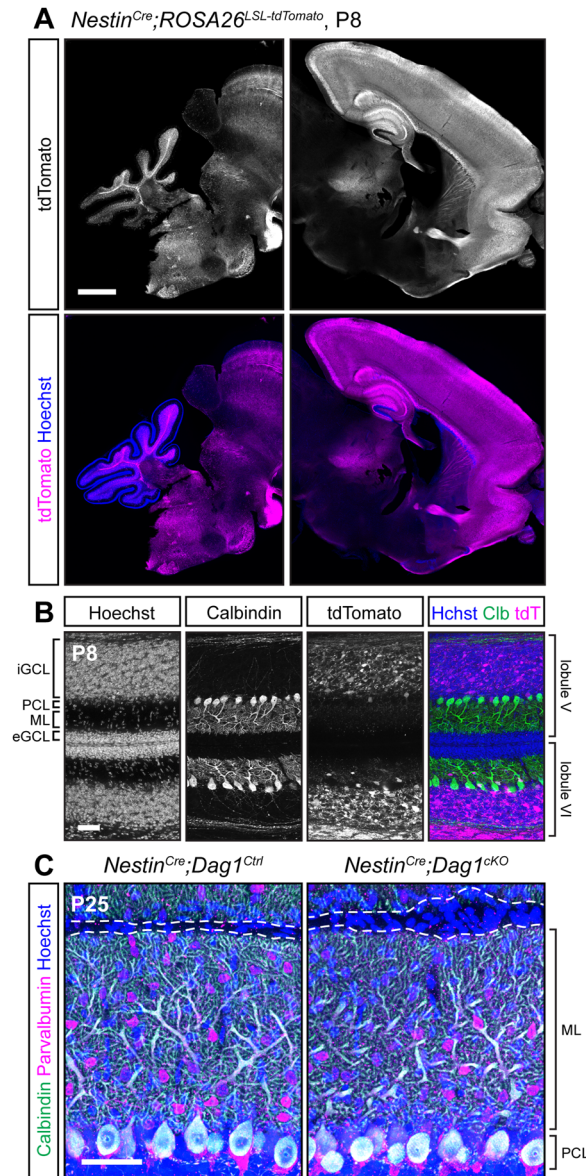 A
Nestin^Cre;ROSA26^LSL-tdTomato, P8
tdTomato
tdTomato Hoechst
B
Hoechst
Calbindin
tdTomato
Hchst Clb tdT
P8
iGCL
PCL
ML
eGCL
lobule V
lobule VI
C
Nestin^Cre;Dag1^Ctrl
Nestin^Cre;Dag1^cKO
Calbindin Parvalbumin Hoechst
P25
ML
PCL